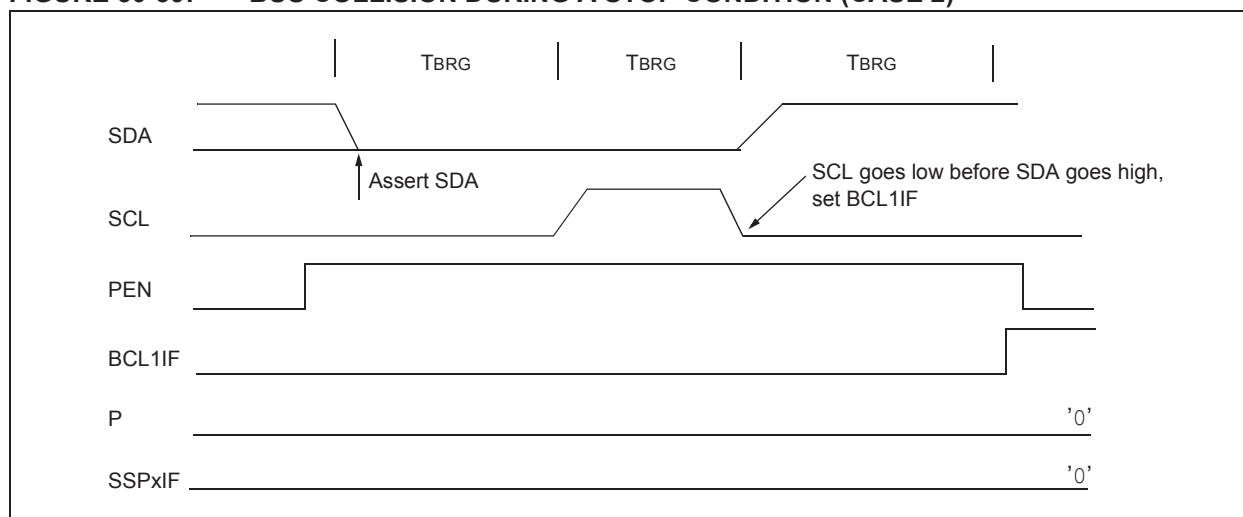 TBRG TBRG TBRG
SDA
Assert SDA
SCL goes low before SDA goes high,
set BCL1IF
SCL
PEN
BCL1IF
P '0'
SSPxIF '0'